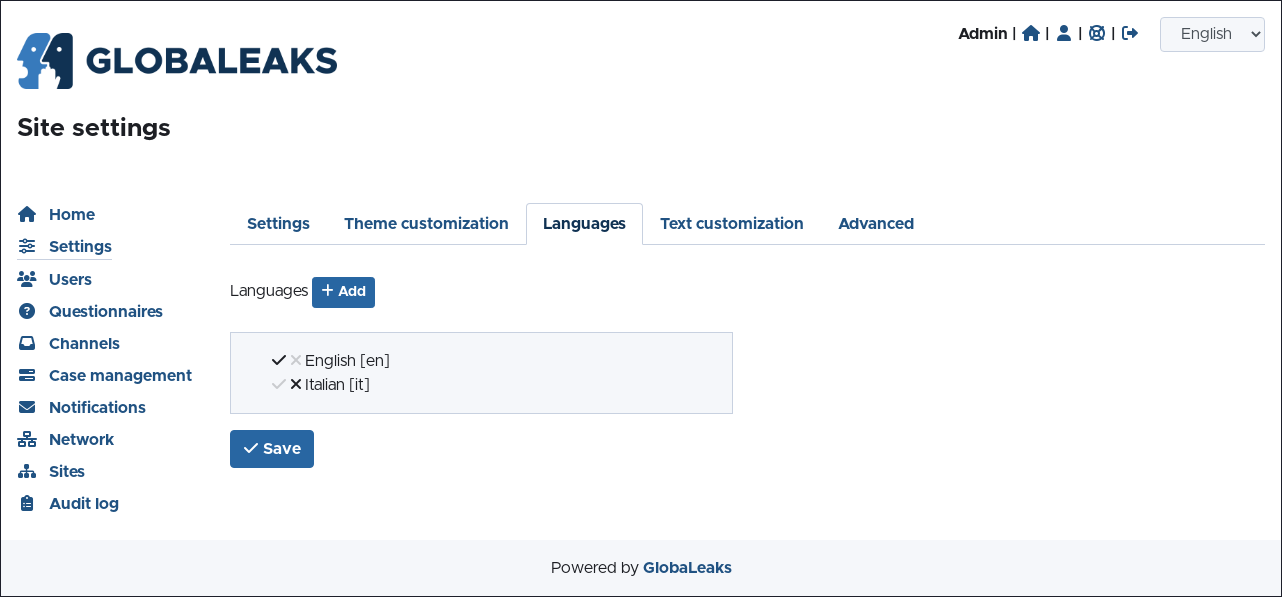 Admin | | | | English
GLOBALEAKS
Site settings
Home
Settings
Users
Questionnaires
Channels
Case management
Notifications
Network
Sites
Audit log
Settings Theme customization Languages Text customization Advanced
Languages Add
English [en]
Italian [it]
Save
Powered by GlobaLeaks